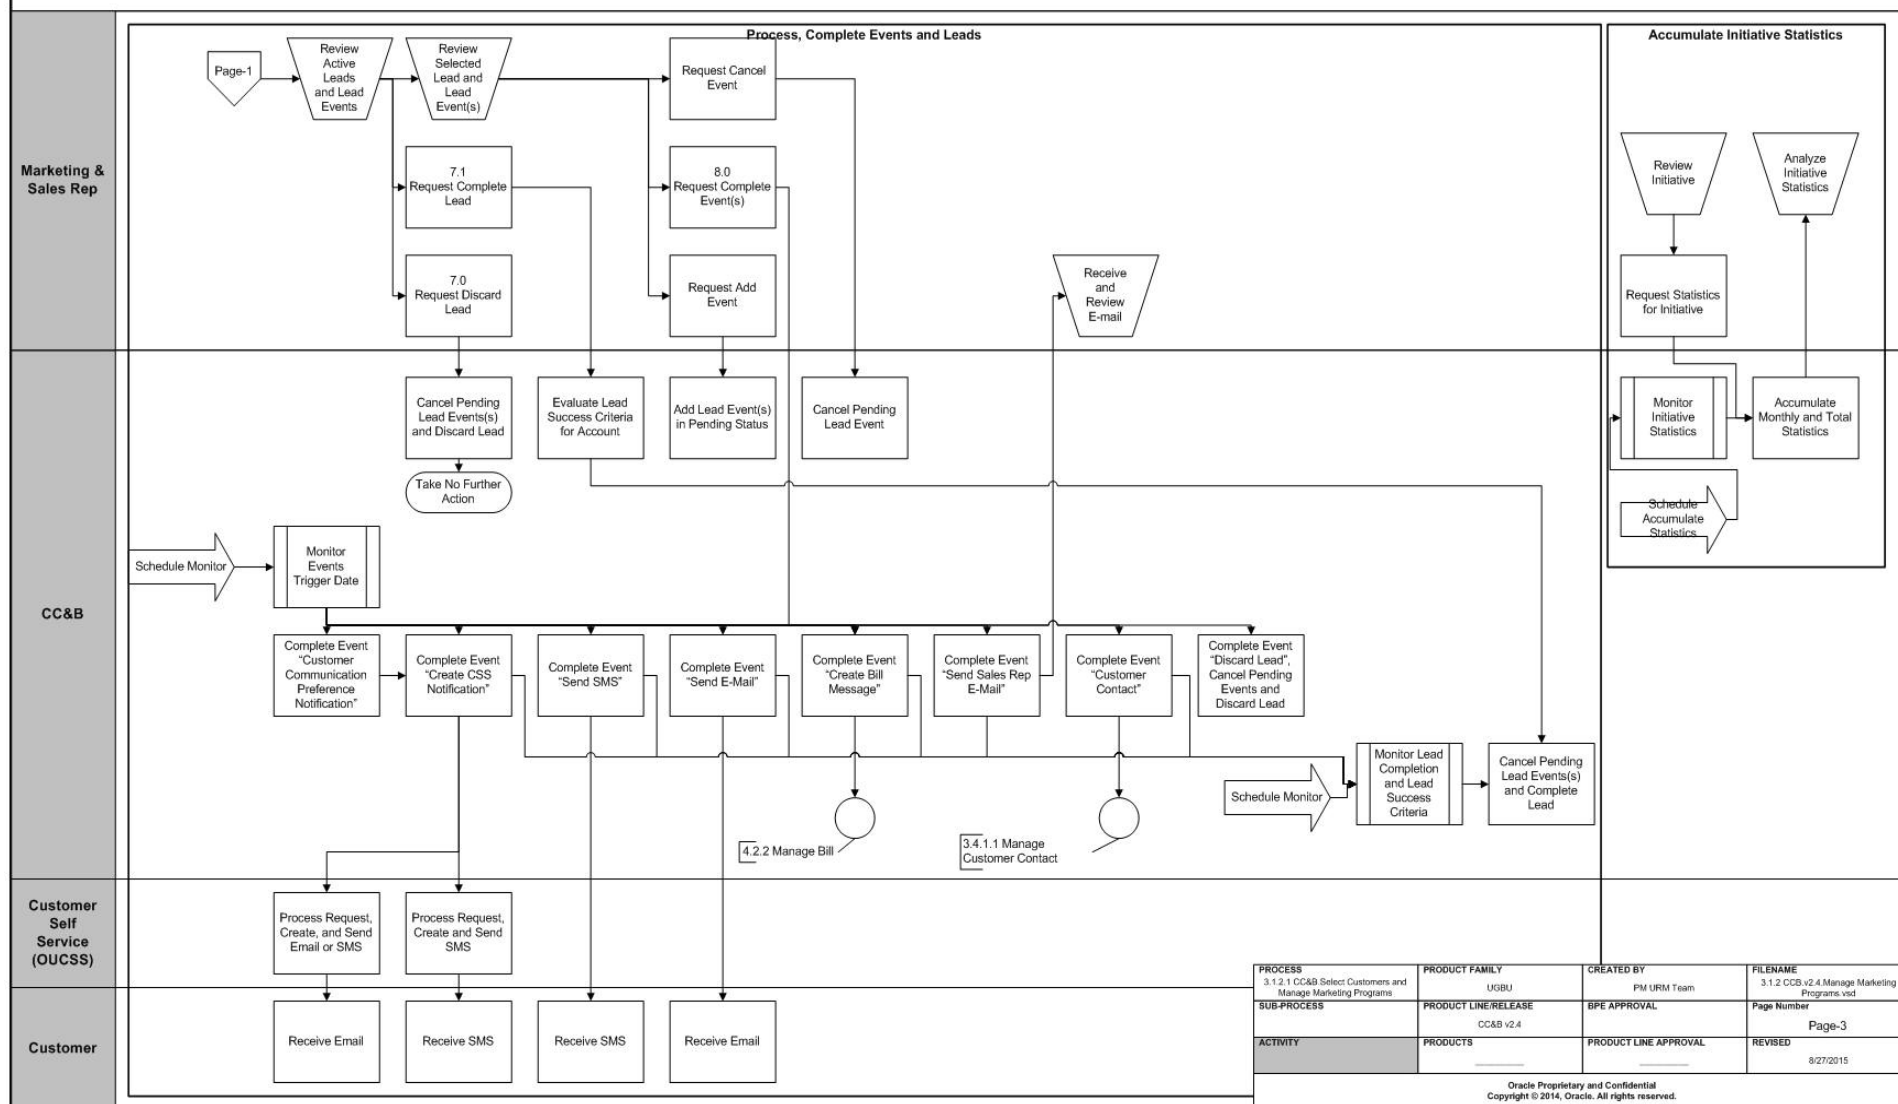 Process, Complete Events and Leads
Accumulate Initiative Statistics
Marketing &
Sales Rep
Page-1
Review
Active
Leads
and Lead
Events
Review
Selected
Lead and
Lead
Event(s)
Request Cancel
Event
7.1
Request Complete
Lead
8.0
Request Complete
Event(s)
7.0
Request Discard
Lead
Request Add
Event
Receive
and
Review
E-mail
Review
Initiative
Analyze
Initiative
Statistics
Request Statistics
for Initiative
CC&B
Cancel Pending
Lead Events(s)
and Discard Lead
Evaluate Lead
Success Criteria
for Account
Add Lead Event(s)
in Pending Status
Cancel Pending
Lead Event
Monitor
Initiative
Statistics
Accumulate
Monthly and Total
Statistics
Take No Further
Action
Schedule
Accumulate
Statistics
Schedule Monitor
Monitor
Events
Trigger Date
Complete Event
“Customer
Communication
Preference
Notification”
Complete Event
“Create CSS
Notification”
Complete Event
“Send SMS”
Complete Event
“Send E-Mail”
Complete Event
“Create Bill
Message”
Complete Event
“Send Sales Rep
E-Mail”
Complete Event
“Customer
Contact”
Complete Event
“Discard Lead”,
Cancel Pending
Events and
Discard Lead
Schedule Monitor
Monitor Lead
Completion
and Lead
Success
Criteria
Cancel Pending
Lead Events(s)
and Complete
Lead
4.2.2 Manage Bill
3.4.1.1 Manage
Customer Contact
Customer
Self
Service
(OUCSS)
Process Request,
Create, and Send
Email or SMS
Process Request,
Create and Send
SMS
Customer
Receive Email
Receive SMS
Receive SMS
Receive Email
PROCESS
3.1.2.1 CC&B.Select Customers and
Manage Marketing Programs
PRODUCT FAMILY
UGBU
CREATED BY
PM URM Team
FILENAME
3.1.2 CCB.v2.4.Manage Marketing
Programs.vsd
SUB-PROCESS
PRODUCT LINE/RELEASE
CC&B v2.4
BPE APPROVAL
Page Number
Page-3
ACTIVITY
PRODUCTS
PRODUCT LINE APPROVAL
REVISED
8/27/2015
Oracle Proprietary and Confidential
Copyright © 2014, Oracle. All rights reserved.